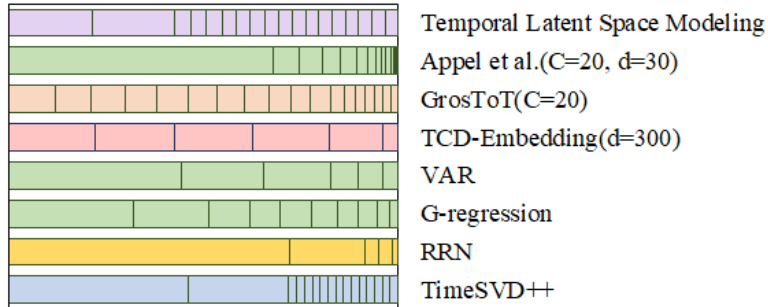 Temporal Latent Space Modeling
Appel et al.(C=20, d=30)
GrosToT(C=20)
TCD-Embedding(d=300)
VAR
G-regression
RRN
TimeSVD++